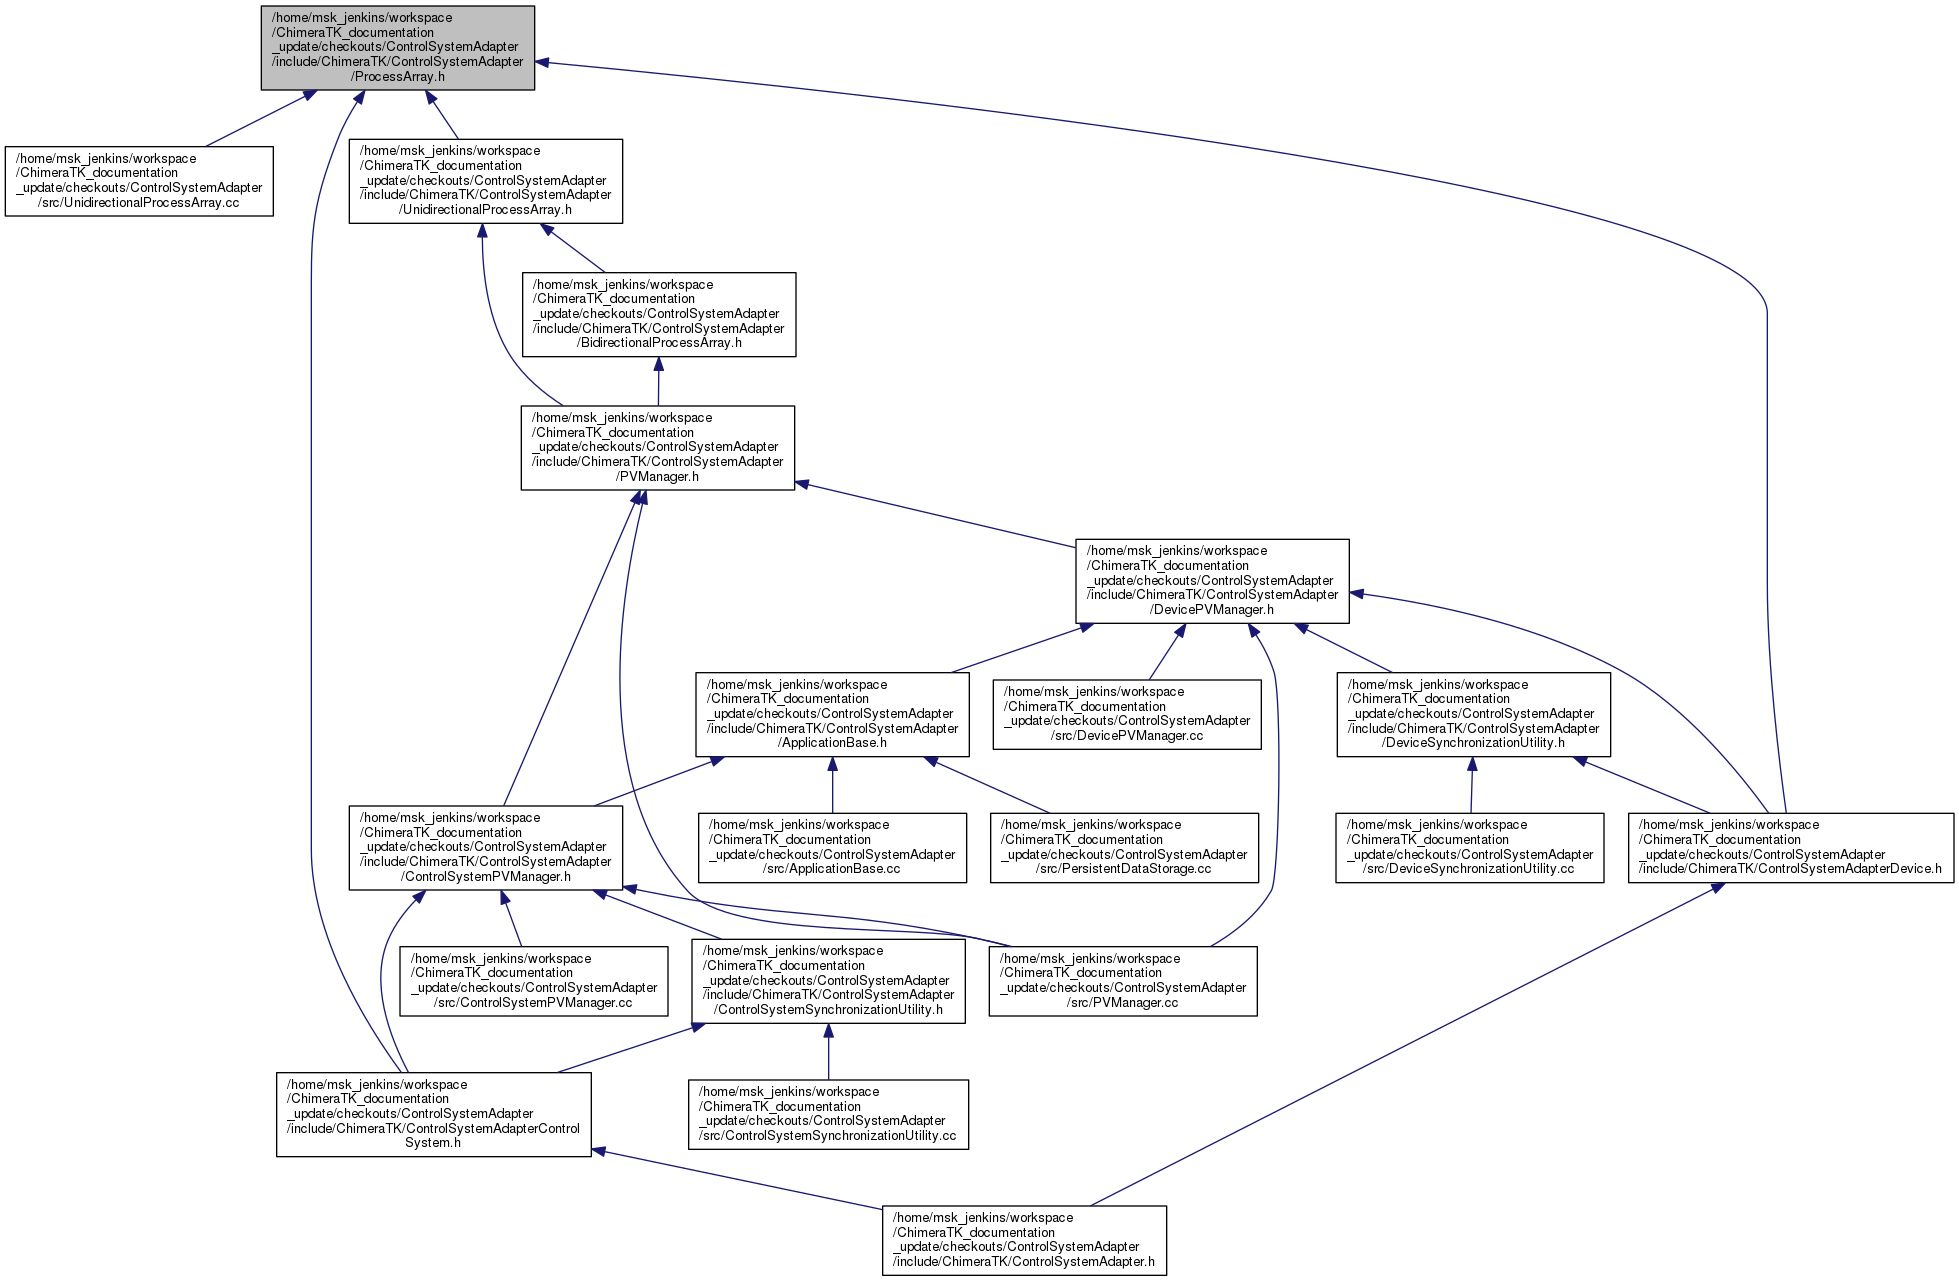 /home/msk_jenkins/workspace
/ChimeraTK_documentation
_update/checkouts/ControlSystemAdapter
/include/ChimeraTK/ControlSystemAdapter
/ProcessArray.h
/home/msk_jenkins/workspace
/ChimeraTK_documentation
_update/checkouts/ControlSystemAdapter
/src/UnidirectionalProcessArray.cc
/home/msk_jenkins/workspace
/ChimeraTK_documentation
_update/checkouts/ControlSystemAdapter
/include/ChimeraTK/ControlSystemAdapter
/UnidirectionalProcessArray.h
/home/msk_jenkins/workspace
/ChimeraTK_documentation
_update/checkouts/ControlSystemAdapter
/include/ChimeraTK/ControlSystemAdapter
/BidirectionalProcessArray.h
/home/msk_jenkins/workspace
/ChimeraTK_documentation
_update/checkouts/ControlSystemAdapter
/include/ChimeraTK/ControlSystemAdapter
/PVManager.h
/home/msk_jenkins/workspace
/ChimeraTK_documentation
_update/checkouts/ControlSystemAdapter
/include/ChimeraTK/ControlSystemAdapter
/DevicePVManager.h
/home/msk_jenkins/workspace
/ChimeraTK_documentation
_update/checkouts/ControlSystemAdapter
/include/ChimeraTK/ControlSystemAdapter
/ApplicationBase.h
/home/msk_jenkins/workspace
/ChimeraTK_documentation
_update/checkouts/ControlSystemAdapter
/src/DevicePVManager.cc
/home/msk_jenkins/workspace
/ChimeraTK_documentation
_update/checkouts/ControlSystemAdapter
/include/ChimeraTK/ControlSystemAdapter
/DeviceSynchronizationUtility.h
/home/msk_jenkins/workspace
/ChimeraTK_documentation
_update/checkouts/ControlSystemAdapter
/include/ChimeraTK/ControlSystemAdapter
/ControlSystemPVManager.h
/home/msk_jenkins/workspace
/ChimeraTK_documentation
_update/checkouts/ControlSystemAdapter
/src/ApplicationBase.cc
/home/msk_jenkins/workspace
/ChimeraTK_documentation
_update/checkouts/ControlSystemAdapter
/src/PersistentDataStorage.cc
/home/msk_jenkins/workspace
/ChimeraTK_documentation
_update/checkouts/ControlSystemAdapter
/src/DeviceSynchronizationUtility.cc
/home/msk_jenkins/workspace
/ChimeraTK_documentation
_update/checkouts/ControlSystemAdapter
/include/ChimeraTK/ControlSystemAdapterDevice.h
/home/msk_jenkins/workspace
/ChimeraTK_documentation
_update/checkouts/ControlSystemAdapter
/src/ControlSystemPVManager.cc
/home/msk_jenkins/workspace
/ChimeraTK_documentation
_update/checkouts/ControlSystemAdapter
/include/ChimeraTK/ControlSystemAdapter
/ControlSystemSynchronizationUtility.h
/home/msk_jenkins/workspace
/ChimeraTK_documentation
_update/checkouts/ControlSystemAdapter
/src/PVManager.cc
/home/msk_jenkins/workspace
/ChimeraTK_documentation
_update/checkouts/ControlSystemAdapter
/include/ChimeraTK/ControlSystemAdapterControl
System.h
/home/msk_jenkins/workspace
/ChimeraTK_documentation
_update/checkouts/ControlSystemAdapter
/src/ControlSystemSynchronizationUtility.cc
/home/msk_jenkins/workspace
/ChimeraTK_documentation
_update/checkouts/ControlSystemAdapter
/include/ChimeraTK/ControlSystemAdapter.h